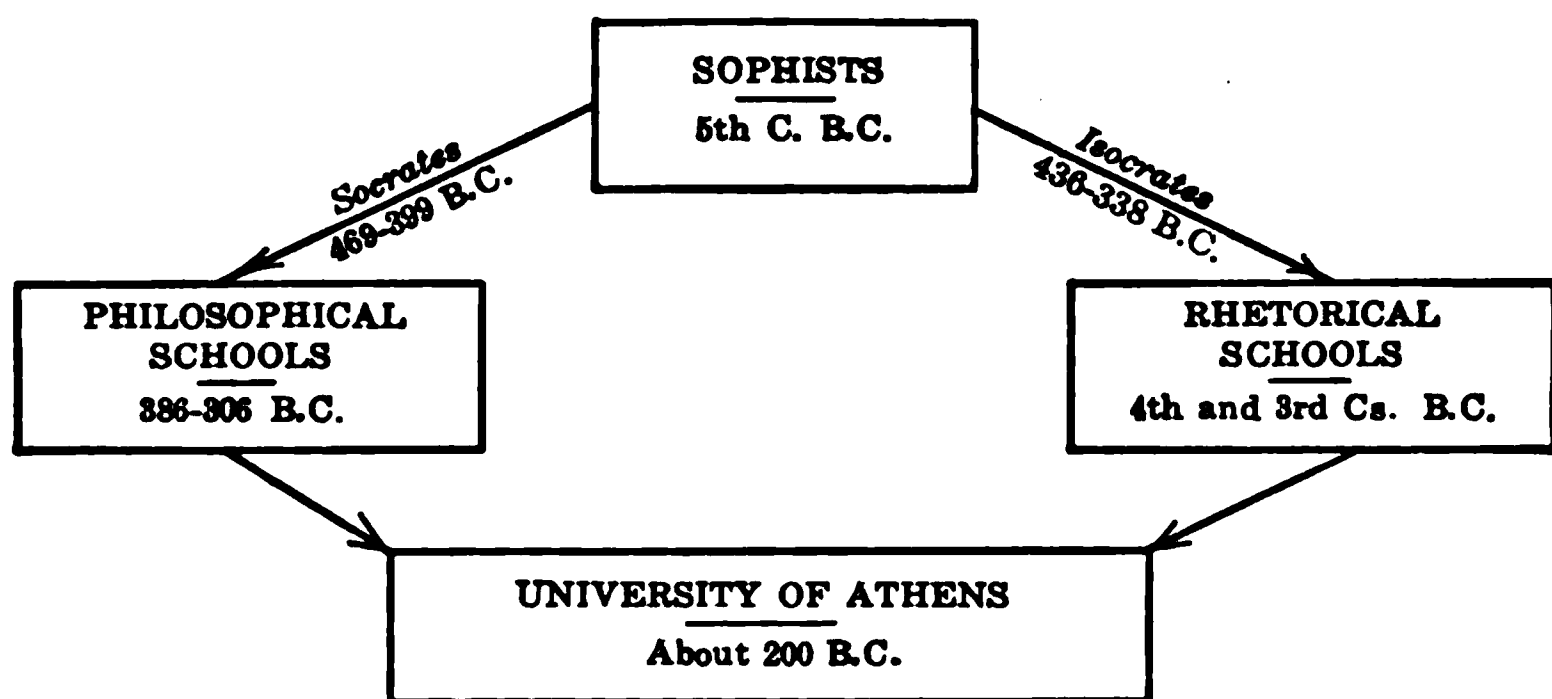 SOPHISTS
5th C. B.C.
Socrates
469-399 B.C.
Isocrates
436-338 B.C.
PHILOSOPHICAL
SCHOOLS
386-306 B.C.
RHETORICAL
SCHOOLS
4th and 3rd Cs. B.C.
UNIVERSITY OF ATHENS
About 200 B.C.